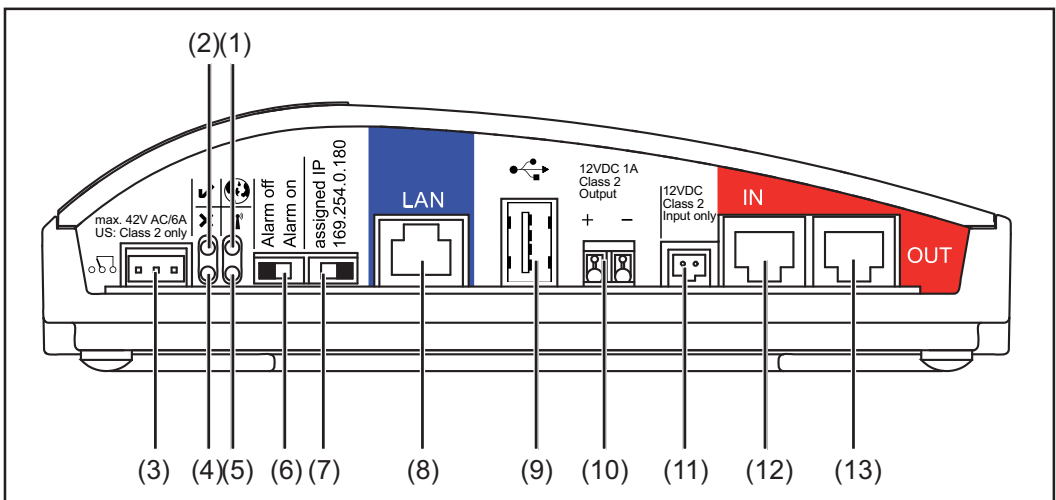 (2)(1)
max. 42V AC/6A
US: Class 2 only
Alarm off
Alarm on
assigned IP
169.254.0.180
LAN
12VDC 1A
Class 2
Output
+ −
12VDC
Class 2
Input only
IN
OUT
(3) (4)(5) (6) (7) (8) (9) (10) (11) (12) (13)